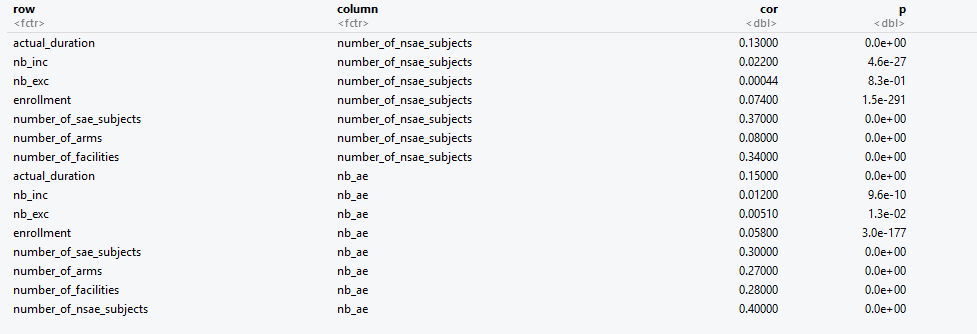 row column cor p
<fctr> <fctr> <dbl> <dbl>
actual_duration number_of_nsae_subjects 0.13000 0.0e+00
nb_inc number_of_nsae_subjects 0.02200 4.6e-27
nb_exc number_of_nsae_subjects 0.00044 8.3e-01
enrollment number_of_nsae_subjects 0.07400 1.5e-291
number_of_sae_subjects number_of_nsae_subjects 0.37000 0.0e+00
number_of_arms number_of_nsae_subjects 0.08000 0.0e+00
number_of_facilities number_of_nsae_subjects 0.34000 0.0e+00
actual_duration nb_ae 0.15000 0.0e+00
nb_inc nb_ae 0.01200 9.6e-10
nb_exc nb_ae 0.00510 1.3e-02
enrollment nb_ae 0.05800 3.0e-177
number_of_sae_subjects nb_ae 0.30000 0.0e+00
number_of_arms nb_ae 0.27000 0.0e+00
number_of_facilities nb_ae 0.28000 0.0e+00
number_of_nsae_subjects nb_ae 0.40000 0.0e+00